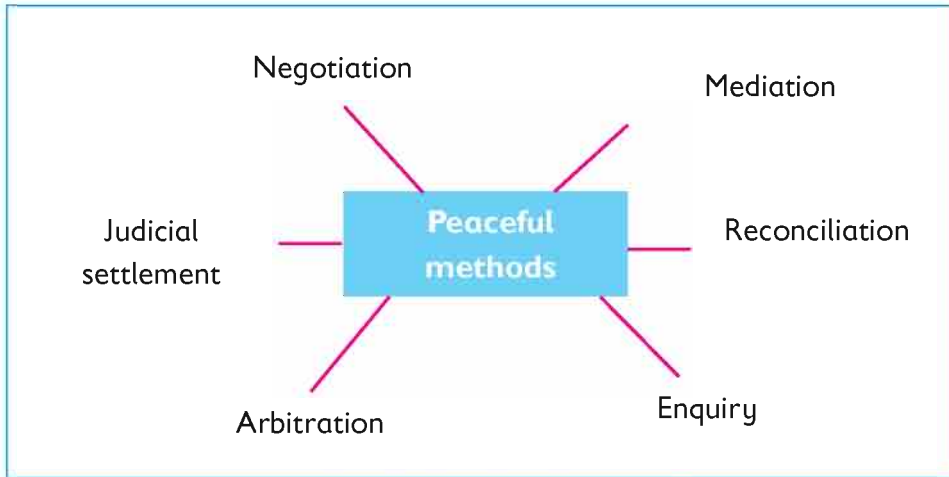 Negotiation
Mediation
Judicial
settlement
Peaceful
methods
Reconciliation
Arbitration
Enquiry